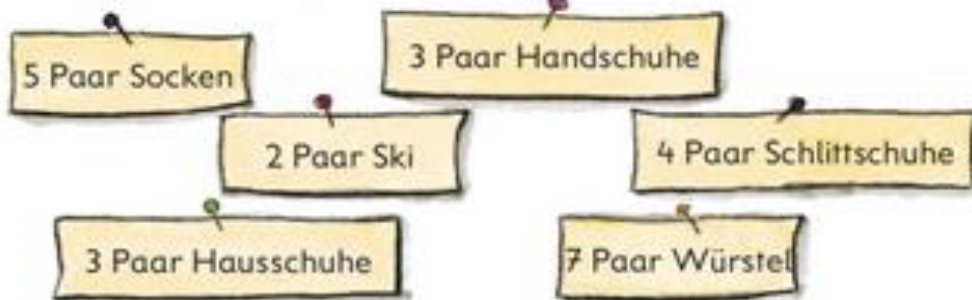 5 Paar Socken
3 Paar Handschuhe
2 Paar Ski
4 Paar Schlittschuhe
3 Paar Hausschuhe
7 Paar Würstel